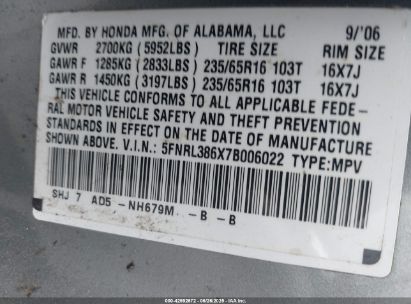 MFD. BY HONDA MFG. OF ALABAMA, LLC 9/'06
GVWR 2700KG (5952LBS) TIRE SIZE RIM SIZE
GAWR F 1285KG (2833LBS) 235/65R16 103T 16X7J
GAWR R 1450KG (3197LBS) 235/65R16 103T 16X7J
THIS VEHICLE CONFORMS TO ALL APPLICABLE FEDE-
RAL MOTOR VEHICLE SAFETY AND THEFT PREVENTION
STANDARDS IN EFFECT ON THE DATE OF MANUFACTURE
SHOWN ABOVE. V.I.N.: 5FNRL386X7B006022 TYPE:MPV
SHJ 7 AD5 -NH679M -B -B